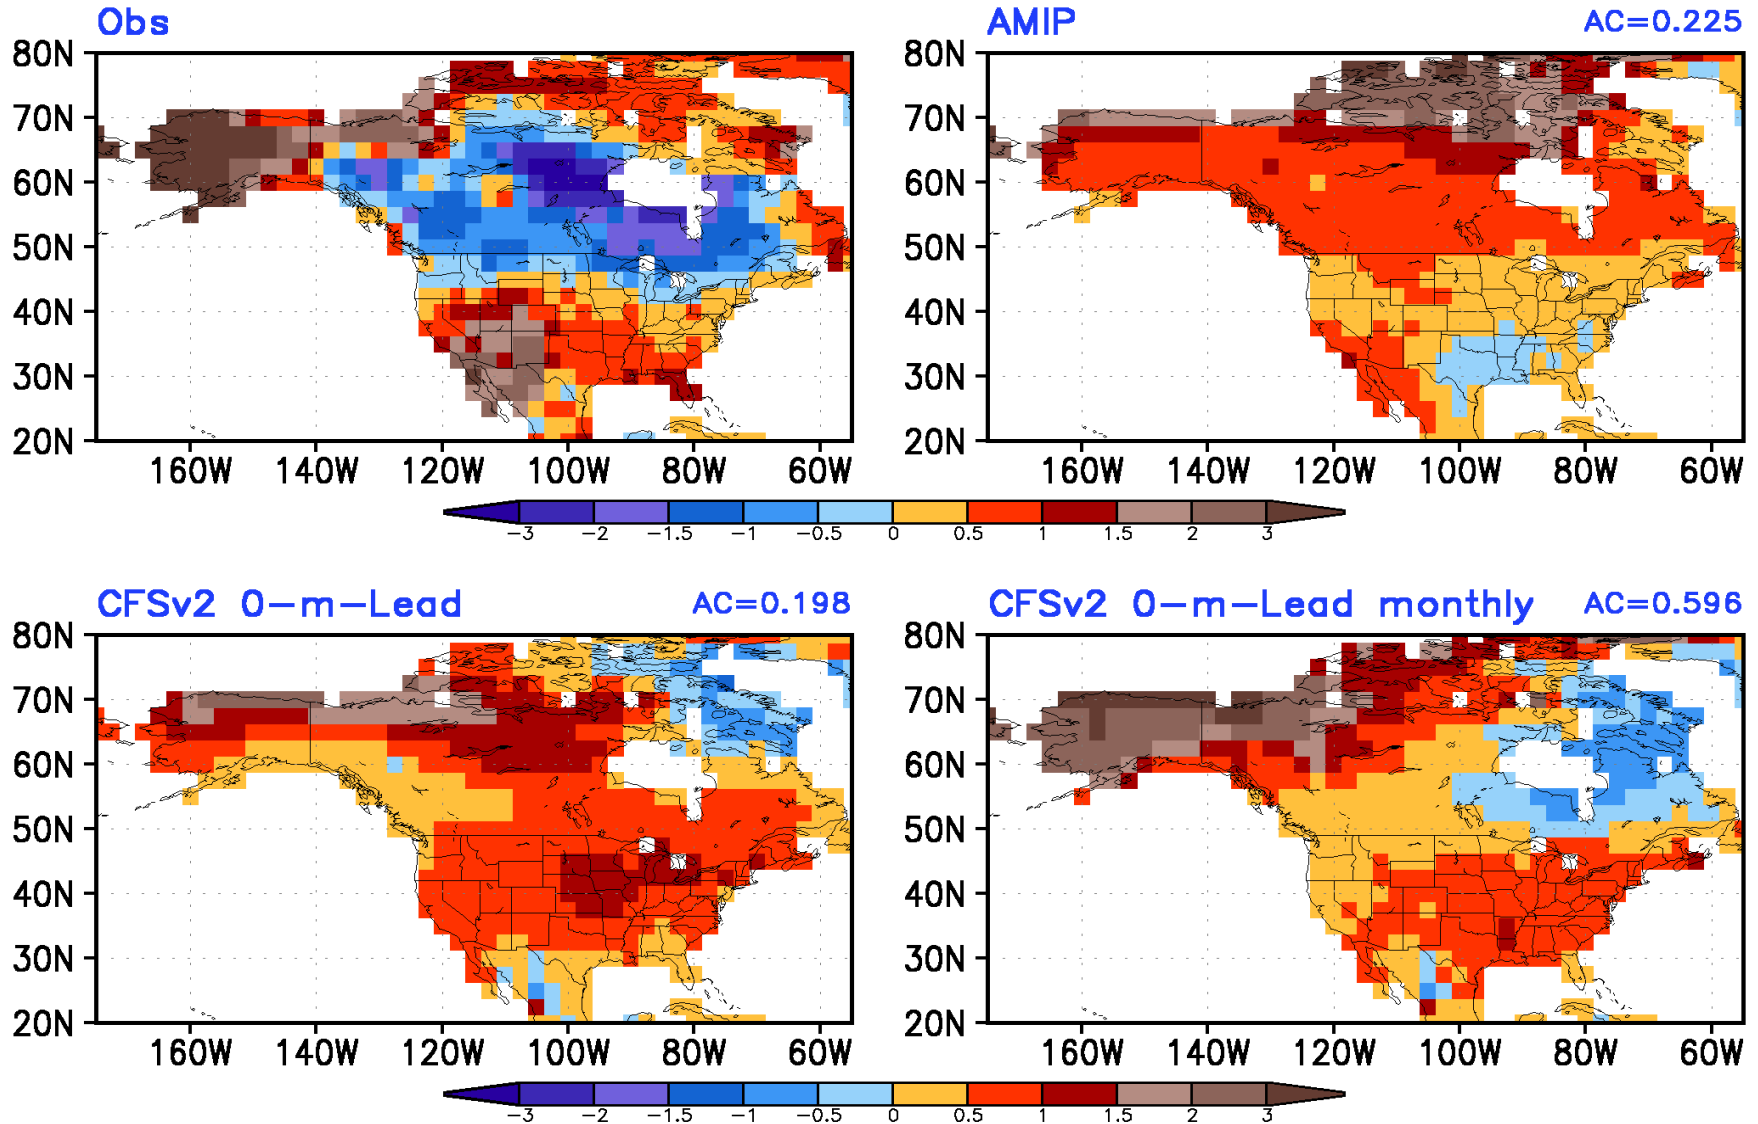 Obs
AMIP AC=0.225
80N 80N
70N 70N
60N 60N
50N 50N
40N 40N
30N 30N
20N 20N
160W 140W 120W 100W 80W 60W 160W 140W 120W 100W 80W 60W
-3 -2 -1.5 -1 -0.5 0 0.5 1 1.5 2 3
CFSv2 0-m-Lead AC=0.198
CFSv2 0-m-Lead monthly AC=0.596
80N 80N
70N 70N
60N 60N
50N 50N
40N 40N
30N 30N
20N 20N
160W 140W 120W 100W 80W 60W 160W 140W 120W 100W 80W 60W
-3 -2 -1.5 -1 -0.5 0 0.5 1 1.5 2 3